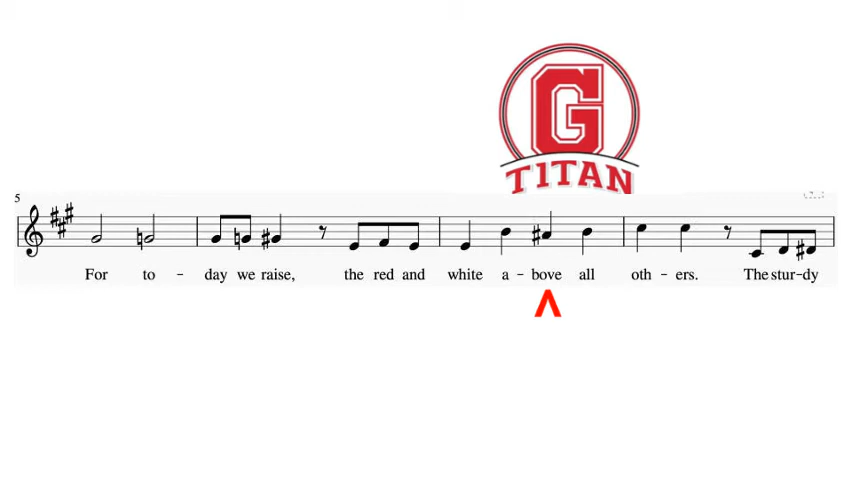 G
TITAN
5
For to - day we raise, the red and white a - bove all oth - ers. The stur - dy
^